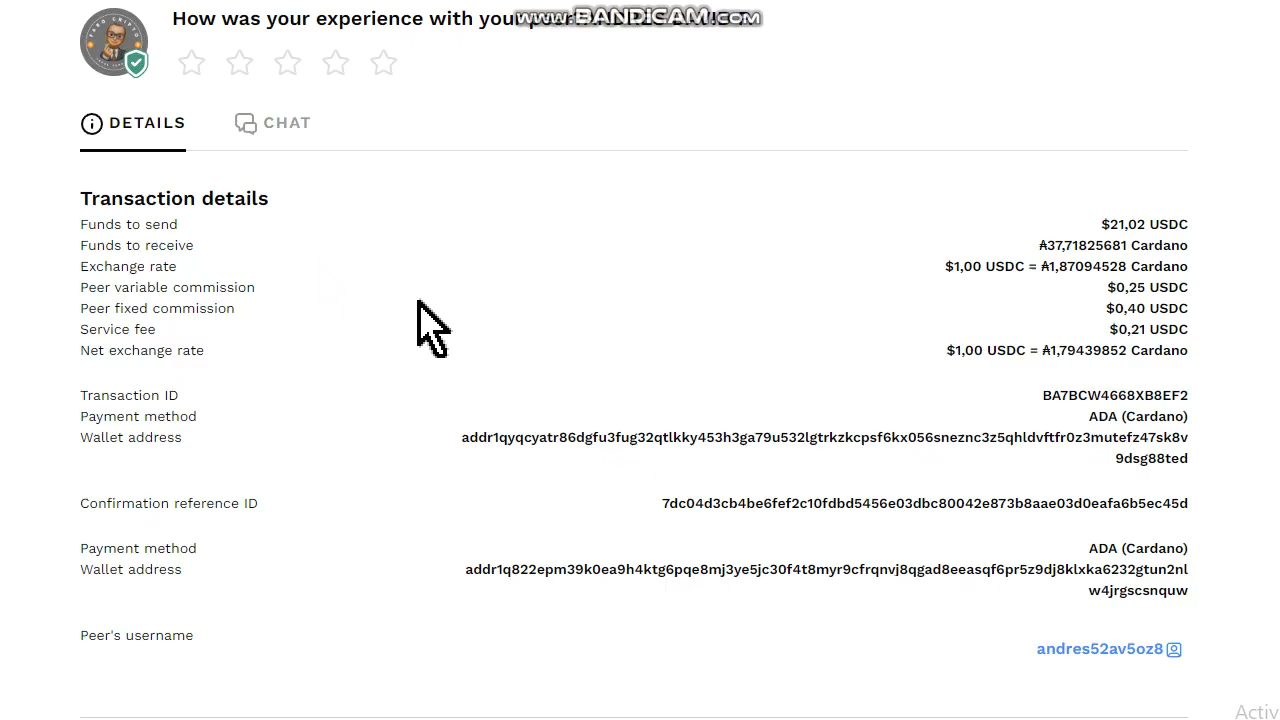 How was your experience with your
www.BANDICAM.COM
DETAILS
CHAT
Transaction details
Funds to send $21,02 USDC
Funds to receive ₳37,71825681 Cardano
Exchange rate $1,00 USDC = ₳1,87094528 Cardano
Peer variable commission $0,25 USDC
Peer fixed commission $0,40 USDC
Service fee $0,21 USDC
Net exchange rate $1,00 USDC = ₳1,79439852 Cardano
Transaction ID BA7BCW4668XB8EF2
Payment method ADA (Cardano)
Wallet address addr1qyqcyatr86dgfu3fug32qtlkky453h3ga79u532lgtrkzkcpsf6kx056sneznc3z5qhldvftfr0z3mutefz47sk8v
9dsg88ted
Confirmation reference ID 7dc04d3cb4be6fef2c10fdbd5456e03dbc80042e873b8aae03d0eafa6b5ec45d
Payment method ADA (Cardano)
Wallet address addr1q822epm39k0ea9h4ktg6pqe8mj3ye5jc30f4t8myr9cfrqnvj8qgad8eeasqf6pr5z9dj8klxka6232gtun2nl
w4jrgscsnquw
Peer's username
andres52av5oz8
Activ